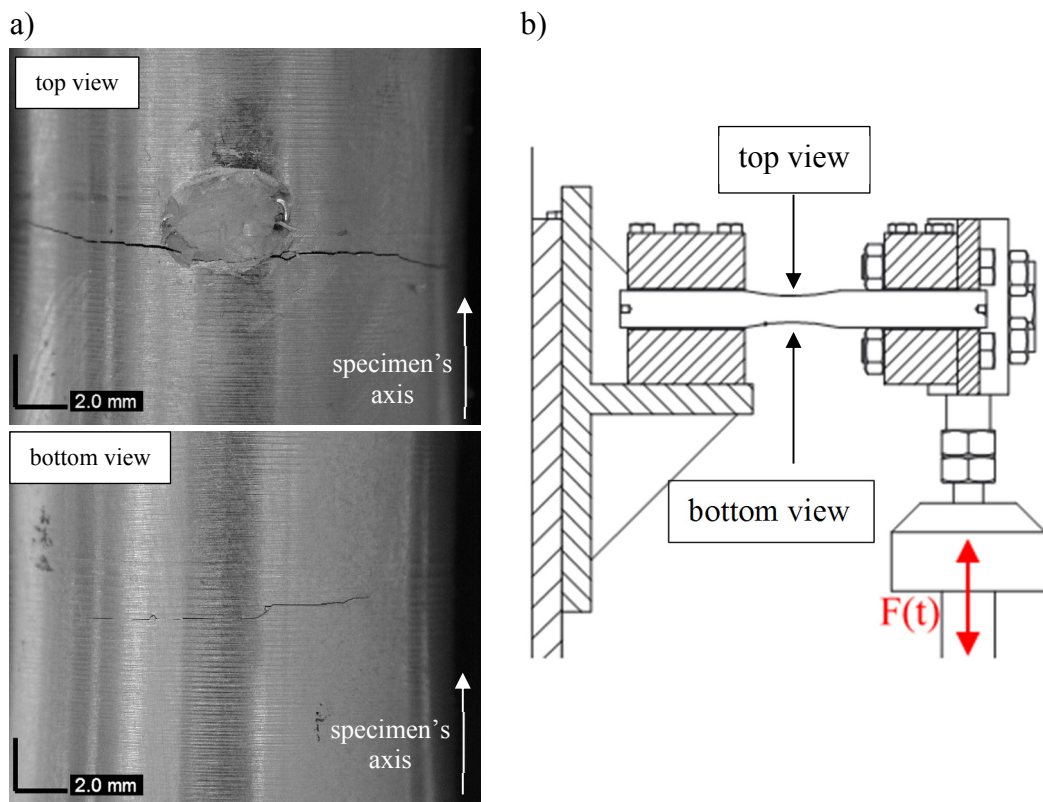 a)
top view
specimen's
axis
2.0 mm
bottom view
specimen's
axis
2.0 mm
b)
top view
bottom view
F(t)